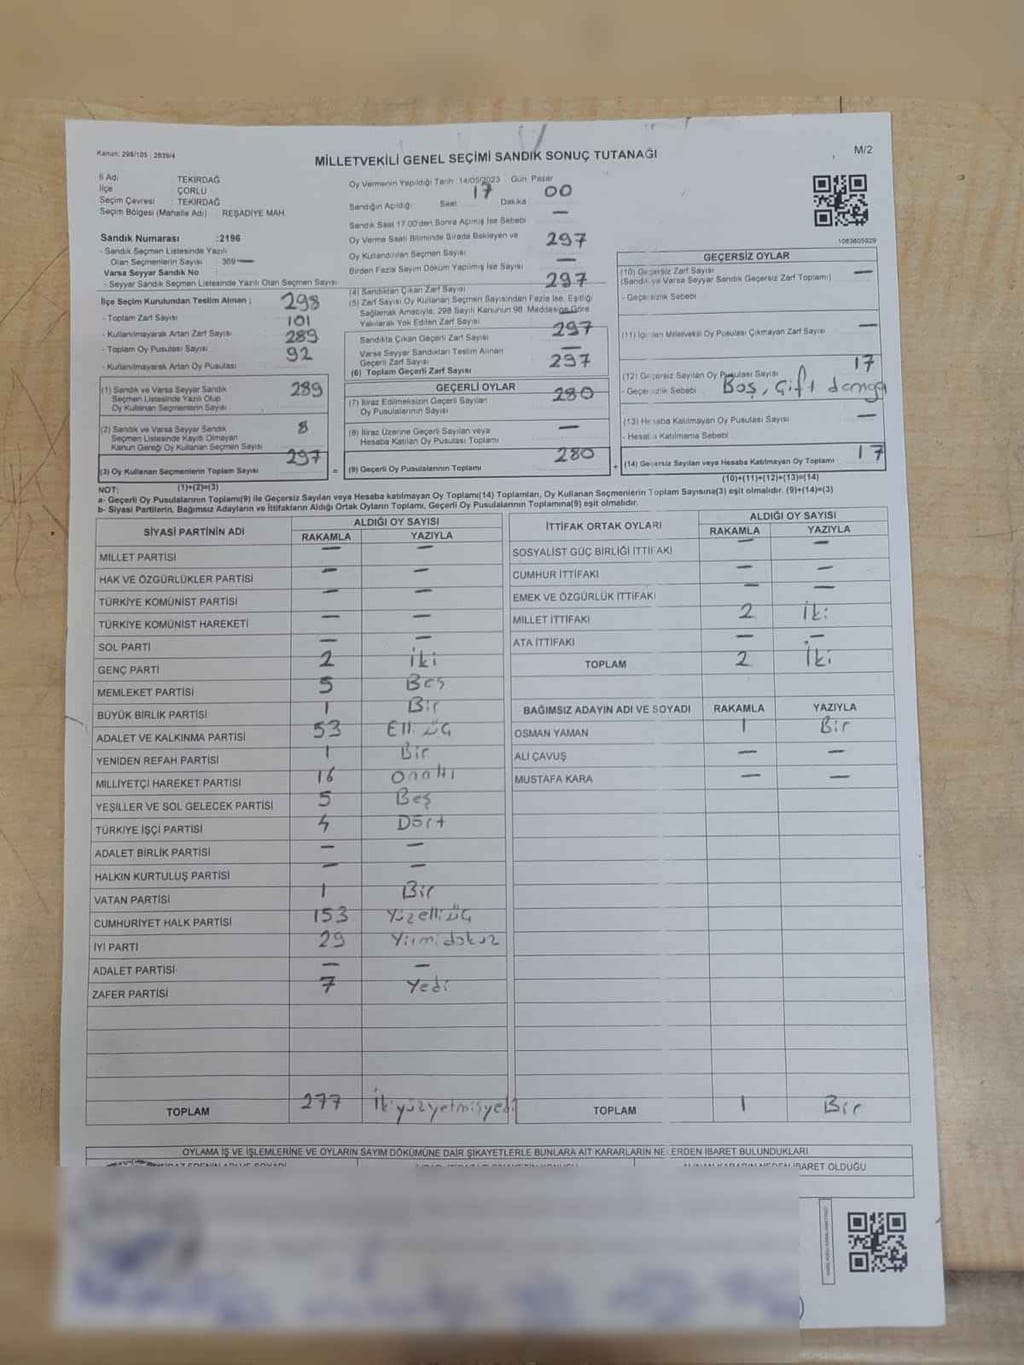 Kanun: 298/105 2839/4
MİLLETVEKİLİ GENEL SEÇİMİ SANDIK SONUÇ TUTANAĞI
M/2
İl Adı TEKİRDAĞ
İlçe ÇORLU
Seçim Çevresi TEKİRDAĞ
Seçim Bölgesi (Mahalle Adı) REŞADİYE MAH.
Sandık Numarası :2196
- Sandık Seçmen Listesinde Yazılı
Olan Seçmenlerin Sayısı 309
Varsa Seyyar Sandık No :
- Seyyar Sandık Seçmen Listesinde Yazılı Olan Seçmen Sayısı :
İlçe Seçim Kurulundan Teslim Alınan ;
- Toplam Zarf Sayısı 298
- Kullanılmayarak Artan Zarf Sayısı 101
- Toplam Oy Pusulası Sayısı 289
- Kullanılmayarak Artan Oy Pusulası 92
(1) Sandık ve Varsa Seyyar Sandık
Seçmen Listesinde Yazılı Olup
Oy Kullanan Seçmenlerin Sayısı 289
(2) Sandık ve Varsa Seyyar Sandık
Seçmen Listesinde Kayıtlı Olmayan
Kanun Gereği Oy Kullanan Seçmen Sayısı 8
(3) Oy Kullanan Seçmenlerin Toplam Sayısı 297 =
(1)+(2)=(3)
Oy Vermenin Yapıldığı Tarih :14/05/2023 Gün Pazar
Sandığın Açıldığı: Saat 17 Dakika 00
Sandık Saat 17.00'den Sonra Açılmış İse Sebebi —
Oy Verme Saati Bitiminde Sırada Bekleyen ve
Oy Kullandırılan Seçmen Sayısı 297
Birden Fazla Sayım Döküm Yapılmış İse Sayısı —
(4) Sandıktan Çıkan Zarf Sayısı 297
(5) Zarf Sayısı Oy Kullanan Seçmen Sayısından Fazla İse, Eşitliği
Sağlamak Amacıyla, 298 Sayılı Kanunun 98. Maddesine Göre
Yakılarak Yok Edilen Zarf Sayısı —
Sandıkta Çıkan Geçerli Zarf Sayısı 297
Varsa Seyyar Sandıktan Teslim Alınan
Geçerli Zarf Sayısı —
(6) Toplam Geçerli Zarf Sayısı 297
GEÇERLİ OYLAR
(7) İtiraz Edilmeksizin Geçerli Sayılan
Oy Pusulalarının Sayısı 280
(8) İtiraz Üzerine Geçerli Sayılan veya
Hesaba Katılan Oy Pusulası Toplamı —
(9) Geçerli Oy Pusulalarının Toplamı 280 +
GEÇERSİZ OYLAR
(10) Geçersiz Zarf Sayısı —
(Sandık ve Varsa Seyyar Sandık Geçersiz Zarf Toplamı)
- Geçersizlik Sebebi
(11) İçinden Milletvekili Oy Pusulası Çıkmayan Zarf Sayısı —
(12) Geçersiz Sayılan Oy Pusulası Sayısı 17
- Geçersizlik Sebebi Boş, Çift damga
(13) Hesaba Katılmayan Oy Pusulası Sayısı —
- Hesaba Katılmama Sebebi
(14) Geçersiz Sayılan veya Hesaba Katılmayan Oy Toplamı 17
(10)+(11)+(12)+(13)=(14)
NOT:
a- Geçerli Oy Pusulalarının Toplamı(9) ile Geçersiz Sayılan veya Hesaba katılmayan Oy Toplamı(14) Toplamları, Oy Kullanan Seçmenlerin Toplam Sayısına(3) eşit olmalıdır. (9)+(14)=(3)
b- Siyasi Partilerin, Bağımsız Adayların ve İttifakların Aldığı Ortak Oyların Toplamı, Geçerli Oy Pusulalarının Toplamına(9) eşit olmalıdır.
SİYASİ PARTİNİN ADI ALDIĞI OY SAYISI
RAKAMLA YAZIYLA
MİLLET PARTİSİ — —
HAK VE ÖZGÜRLÜKLER PARTİSİ — —
TÜRKİYE KOMÜNİST PARTİSİ — —
TÜRKİYE KOMÜNİST HAREKETİ — —
SOL PARTİ — —
GENÇ PARTİ 2 İki
MEMLEKET PARTİSİ 5 Beş
BÜYÜK BİRLİK PARTİSİ 1 Bir
ADALET VE KALKINMA PARTİSİ 53 Elli üç
YENİDEN REFAH PARTİSİ 1 Bir
MİLLİYETÇİ HAREKET PARTİSİ 16 Onaltı
YEŞİLLER VE SOL GELECEK PARTİSİ 5 Beş
TÜRKİYE İŞÇİ PARTİSİ 4 Dört
ADALET BİRLİK PARTİSİ — —
HALKIN KURTULUŞ PARTİSİ — —
VATAN PARTİSİ 1 Bir
CUMHURİYET HALK PARTİSİ 153 Yüzelli üç
İYİ PARTİ 29 Yirmi dokuz
ADALET PARTİSİ — —
ZAFER PARTİSİ 7 Yedi
TOPLAM 277 İkiyüzyetmişyedi
İTTİFAK ORTAK OYLARI ALDIĞI OY SAYISI
RAKAMLA YAZIYLA
SOSYALİST GÜÇ BİRLİĞİ İTTİFAKI — —
CUMHUR İTTİFAKI — —
EMEK VE ÖZGÜRLÜK İTTİFAKI — —
MİLLET İTTİFAKI 2 İki
ATA İTTİFAKI — —
TOPLAM 2 İki
BAĞIMSIZ ADAYIN ADI VE SOYADI RAKAMLA YAZIYLA
OSMAN YAMAN 1 Bir
ALİ ÇAVUŞ — —
MUSTAFA KARA — —
TOPLAM 1 Bir
OYLAMA İŞ VE İŞLEMLERİNE VE OYLARIN SAYIM DÖKÜMÜNE DAİR ŞİKAYETLERLE BUNLARA AİT KARARLARIN NELERDEN İBARET BULUNDUKLARI
İBARET OLDUĞU